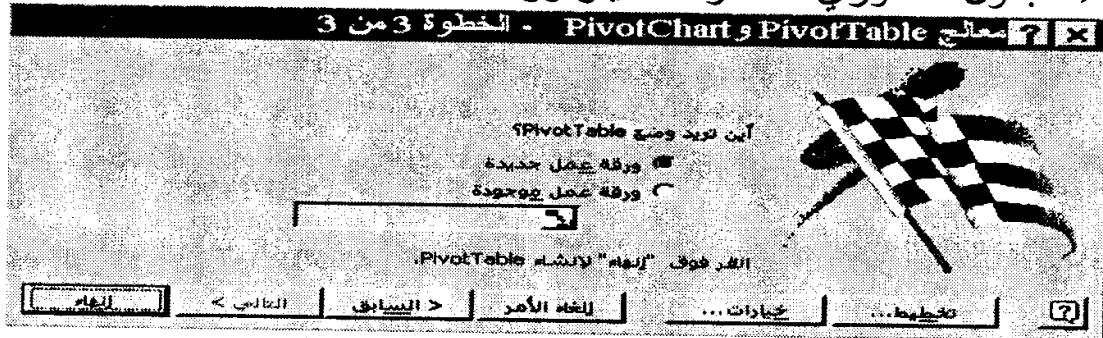 معالج PivotTable و PivotChart - الخطوة 3 من 3
أين تريد وضع PivotTable؟
ورقة عمل جديدة
ورقة عمل موجودة
انقر فوق "إنهاء" لإنشاء PivotTable.
تخطيط... خيارات... إلغاء الأمر < السابق التالي > إنهاء